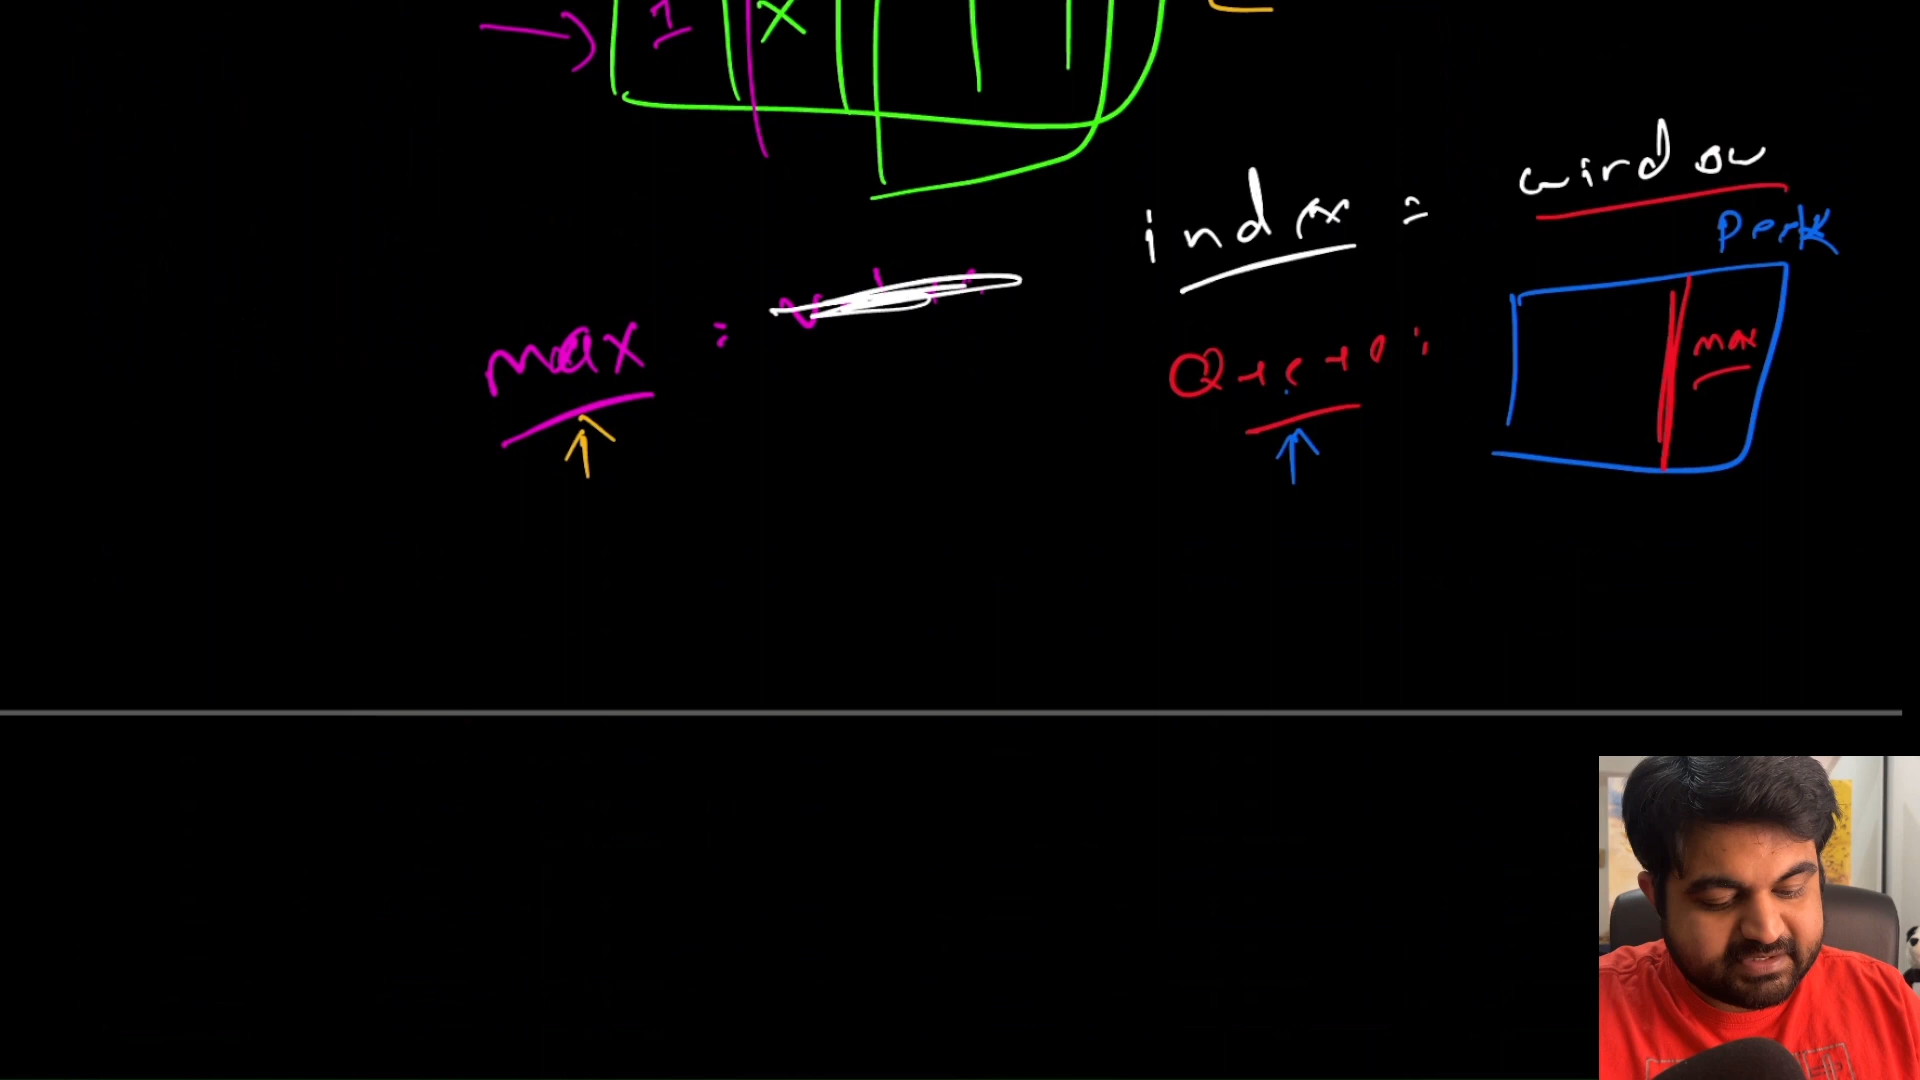 1 X
index = window
Peek
max :
max